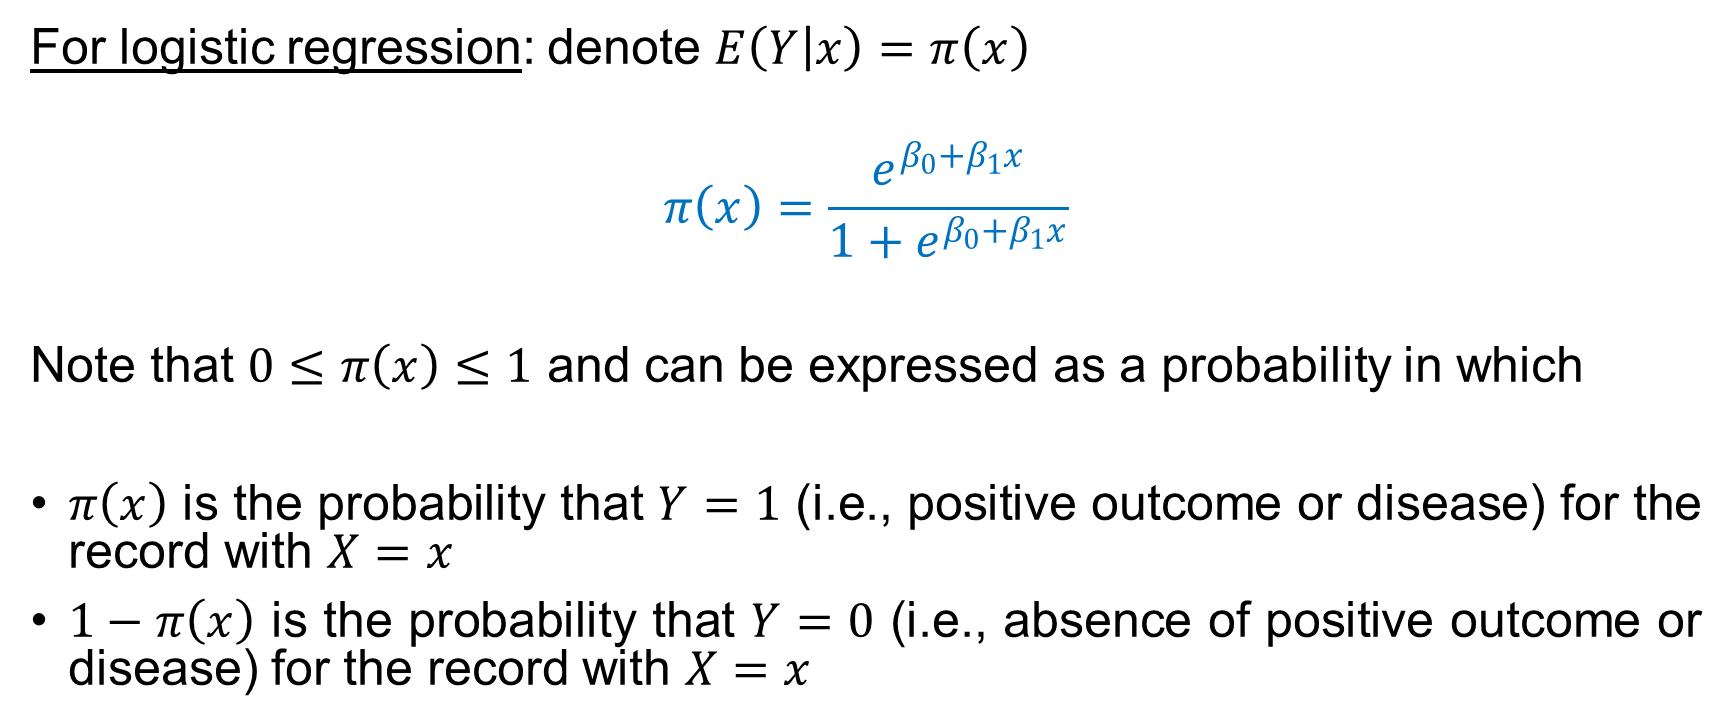 For logistic regression: denote E(Y|x) = π(x)
π(x) = e^{β₀+β₁x} / (1 + e^{β₀+β₁x})
Note that 0 ≤ π(x) ≤ 1 and can be expressed as a probability in which
• π(x) is the probability that Y = 1 (i.e., positive outcome or disease) for the
record with X = x
• 1 − π(x) is the probability that Y = 0 (i.e., absence of positive outcome or
disease) for the record with X = x